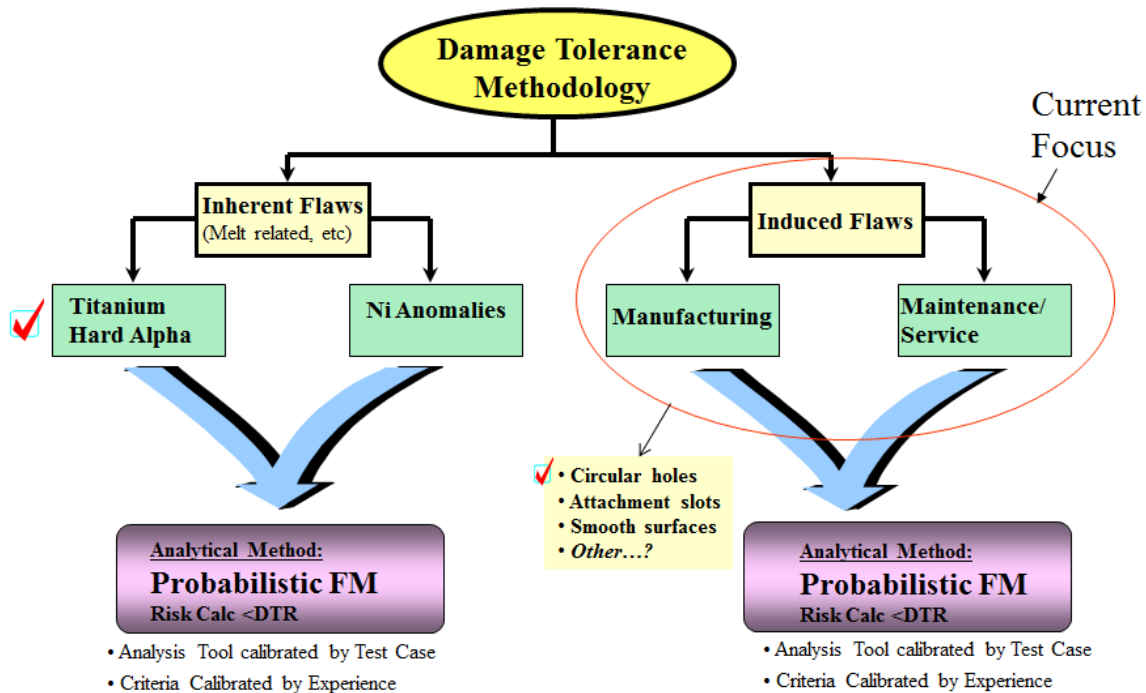 Damage Tolerance
Methodology
Current
Focus
Inherent Flaws
(Melt related, etc)
Induced Flaws
Titanium
Hard Alpha
Ni Anomalies
Manufacturing
Maintenance/
Service
• Circular holes
• Attachment slots
• Smooth surfaces
• Other…?
Analytical Method:
Probabilistic FM
Risk Calc <DTR
• Analysis Tool calibrated by Test Case
• Criteria Calibrated by Experience
Analytical Method:
Probabilistic FM
Risk Calc <DTR
• Analysis Tool calibrated by Test Case
• Criteria Calibrated by Experience